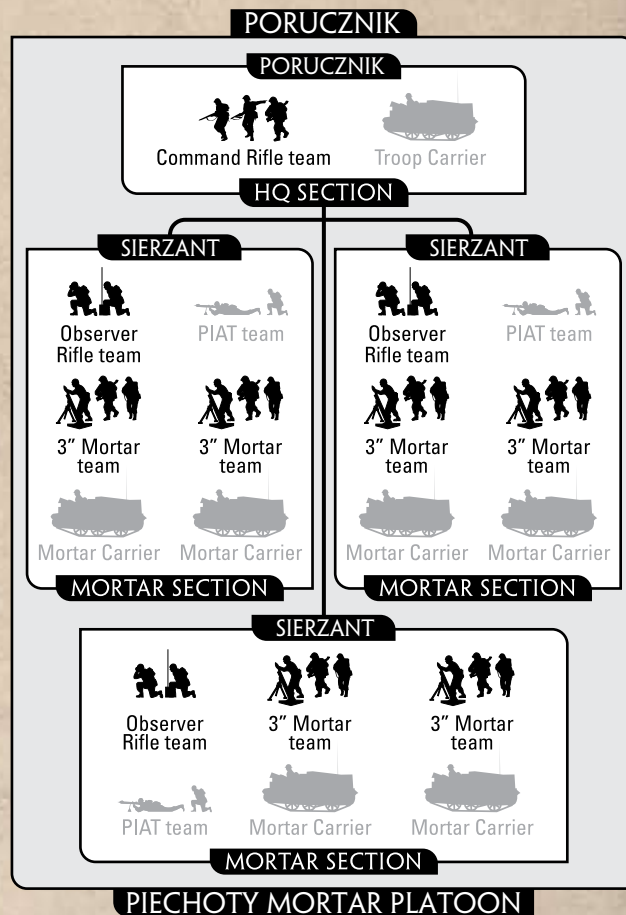 PORUCZNIK
PORUCZNIK
Command Rifle team
Troop Carrier
HQ SECTION
SIERZANT
Observer
Rifle team
PIAT team
3” Mortar
team
3” Mortar
team
Mortar Carrier
Mortar Carrier
MORTAR SECTION
SIERZANT
Observer
Rifle team
PIAT team
3” Mortar
team
3” Mortar
team
Mortar Carrier
Mortar Carrier
MORTAR SECTION
SIERZANT
Observer
Rifle team
3” Mortar
team
3” Mortar
team
PIAT team
Mortar Carrier
Mortar Carrier
MORTAR SECTION
PIECHOTY MORTAR PLATOON